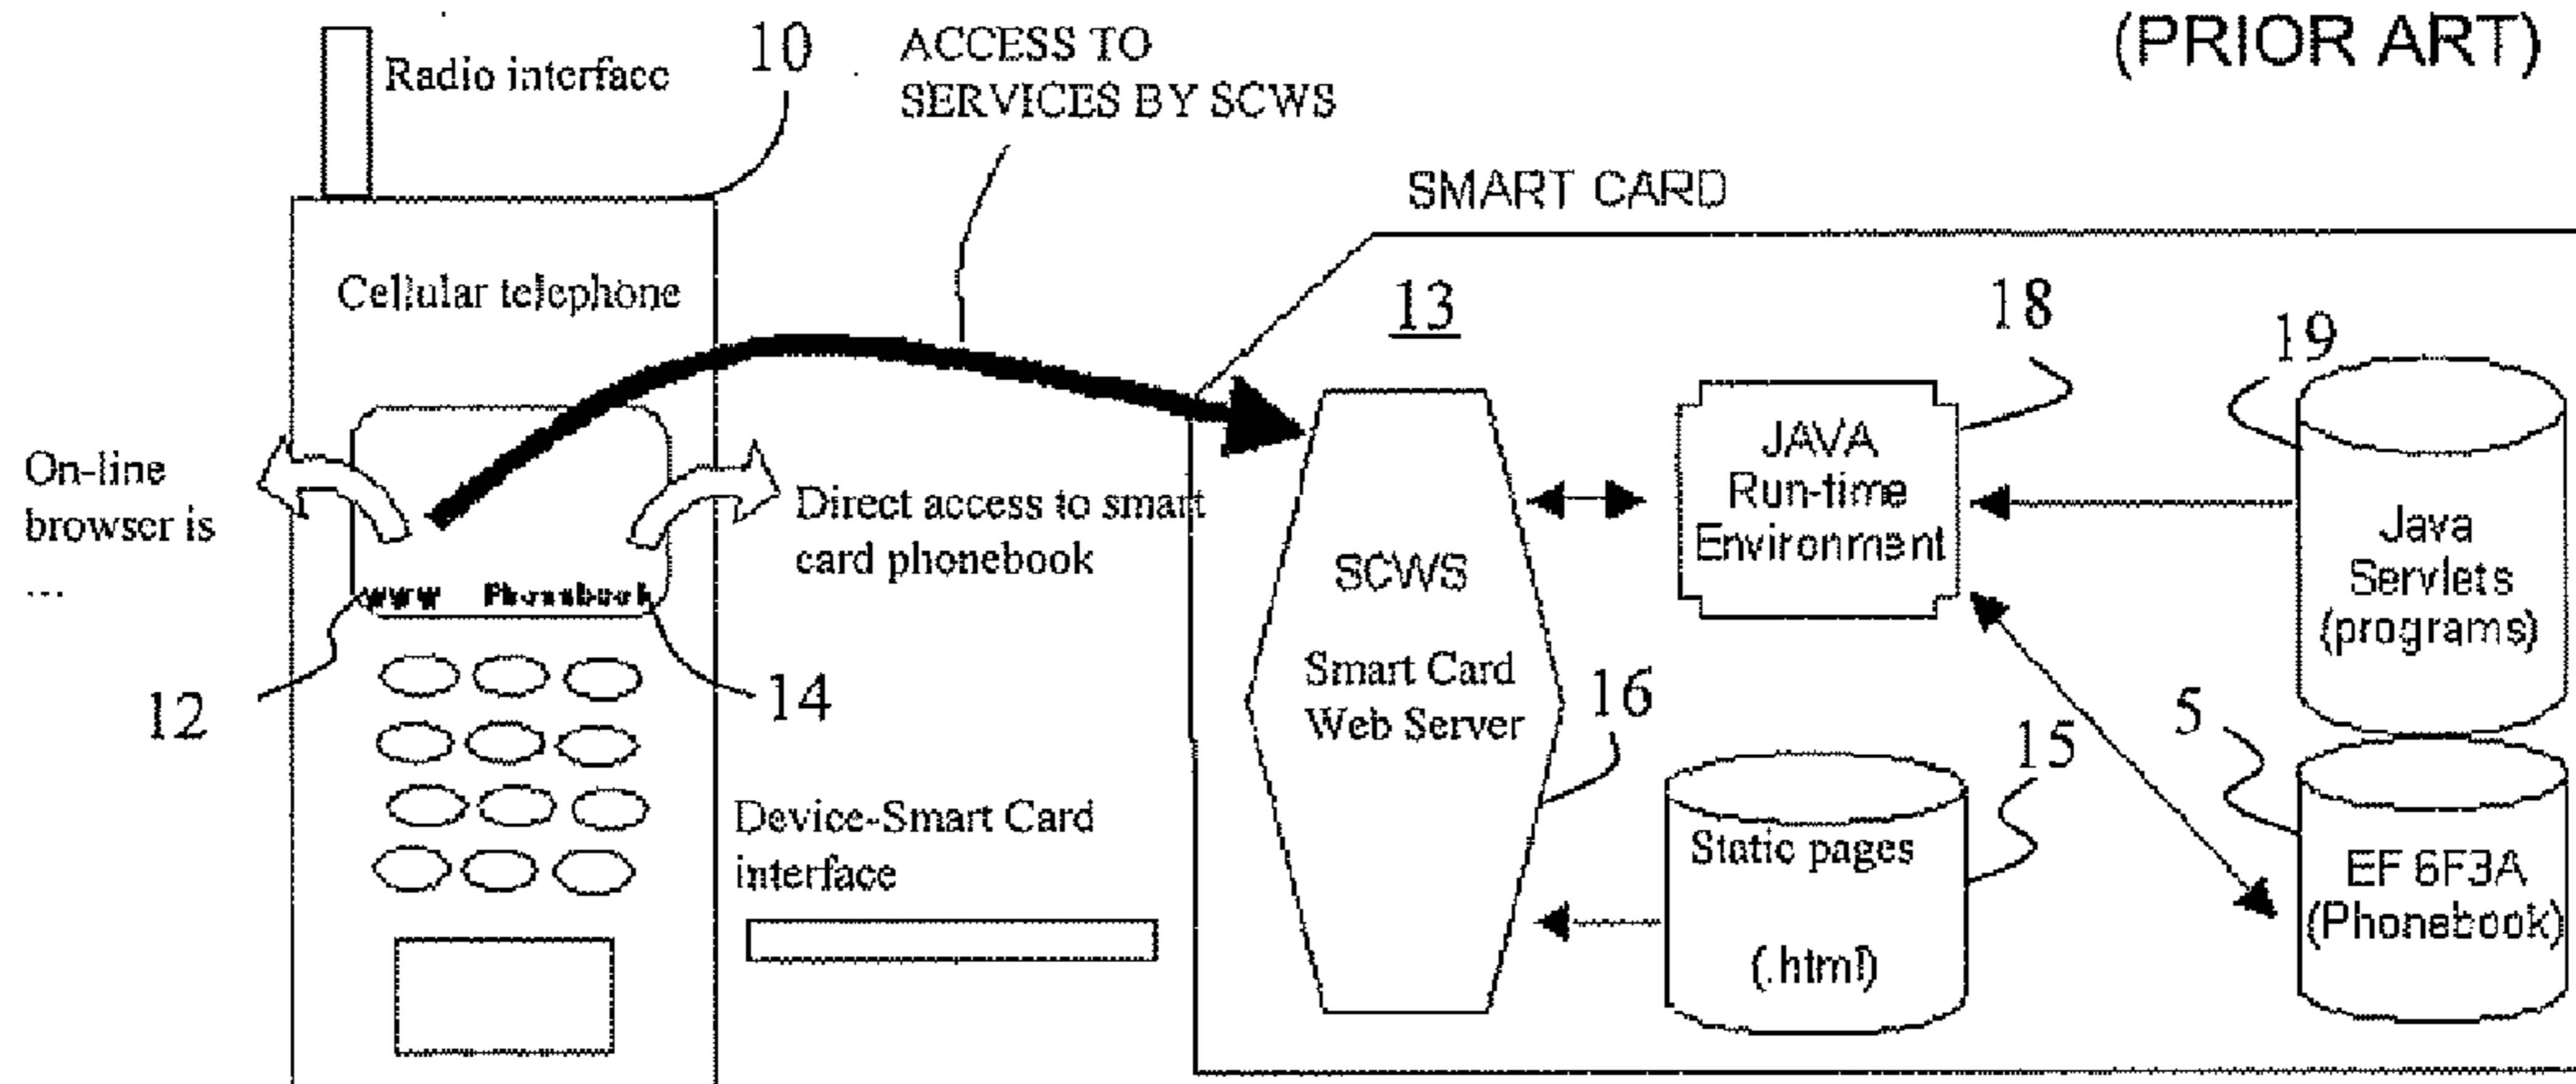 (PRIOR ART)
Radio interface
10
ACCESS TO
SERVICES BY SCWS
SMART CARD
Cellular telephone
13
18
19
On-line
browser is
...
Direct access to smart
card phonebook
JAVA
Run-time
Environment
Java
Servlets
(programs)
SCWS
Smart Card
Web Server
www
Phonebook
12
14
16
15
5
Device-Smart Card
interface
Static pages
(.html)
EF 6F3A
(Phonebook)